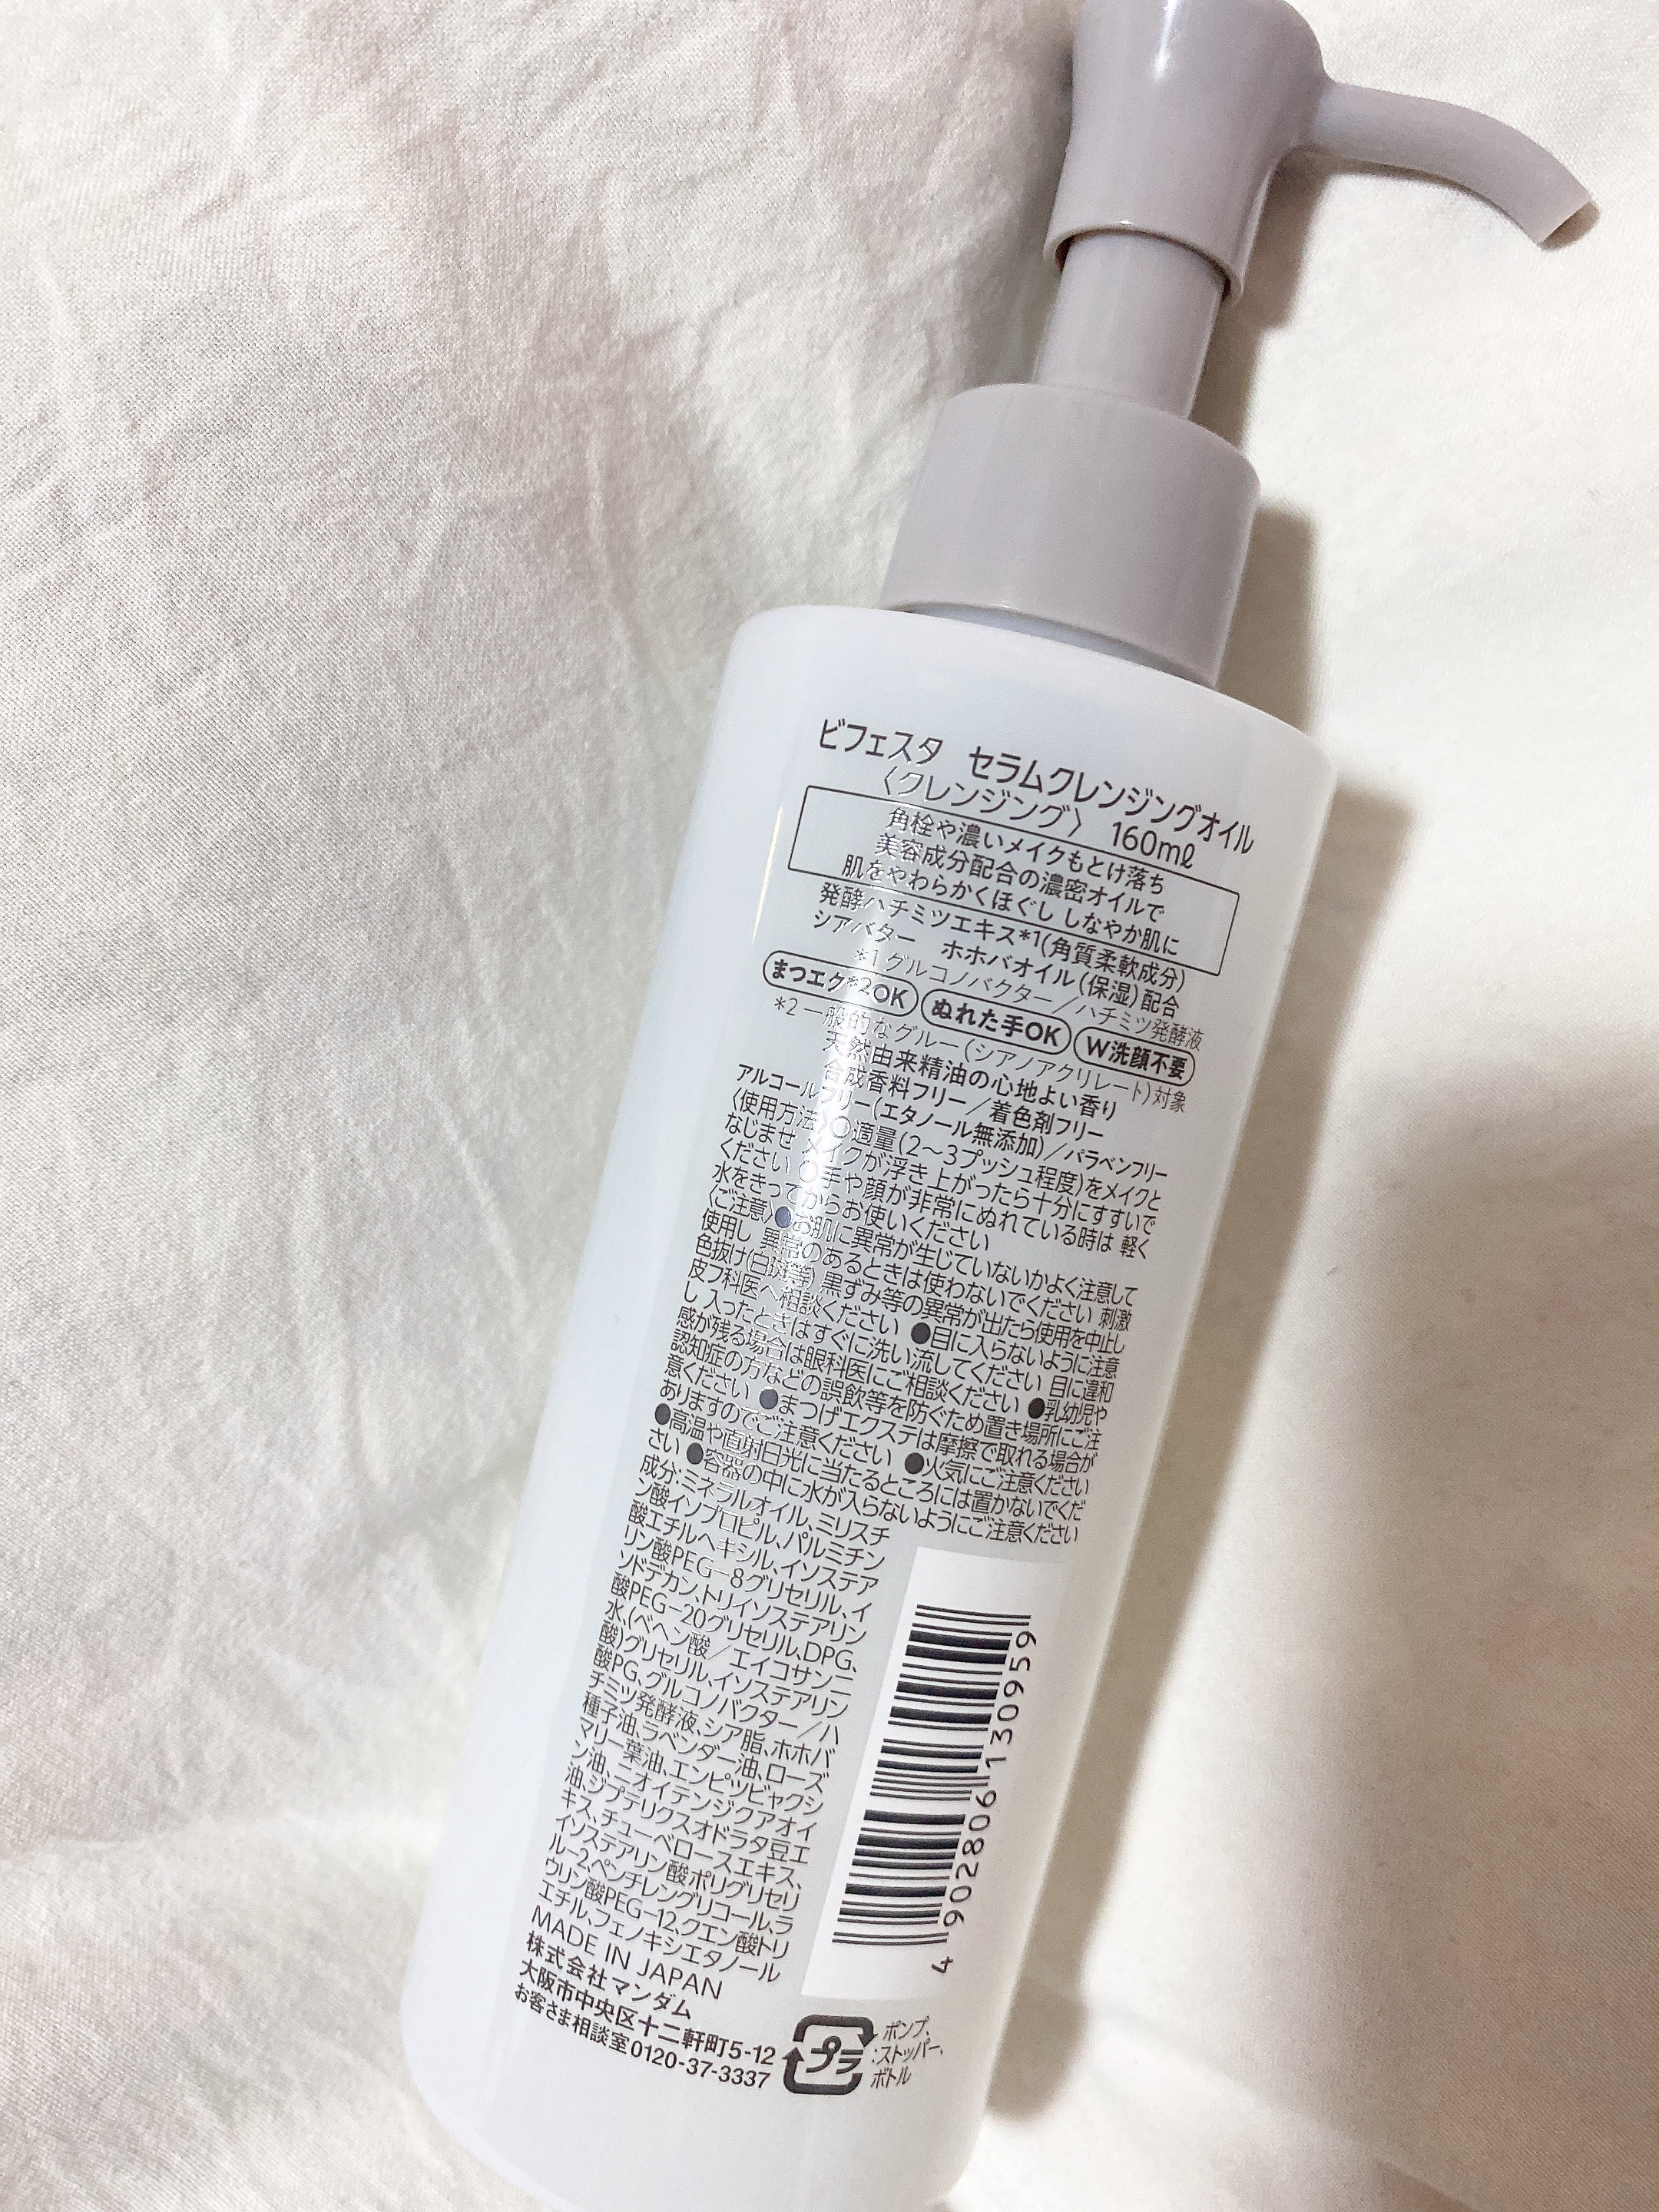 ビフェスタ セラムクレンジングオイル
〈クレンジング〉 160mℓ
角栓や濃いメイクもとけ落ち
美容成分配合の濃密オイルで
肌をやわらかくほぐし しなやか肌に
発酵ハチミツエキス*1(角質柔軟成分)
シアバター ホホバオイル(保湿)配合
*1 グルコノバクター/ハチミツ発酵液
まつエク*2OK ぬれた手OK W洗顔不要
*2 一般的なグルー(シアノアクリレート)対象
天然由来精油の心地よい香り
合成香料フリー/着色剤フリー
アルコールフリー(エタノール無添加)/パラベンフリー
〈使用方法〉○適量(2〜3プッシュ程度)をメイクと
なじませ メイクが浮き上がったら十分にすすいで
ください ○手や顔が非常にぬれている時は 軽く
水をきってからお使いください
〈ご注意〉●お肌に異常が生じていないかよく注意して
使用し 異常のあるときは使わないでください 刺激
色抜け(白斑等) 黒ずみ等の異常が出たら使用を中止し
皮フ科医へ相談ください ●目に入らないように注意
し 入ったときはすぐに洗い流してください 目に違和
感が残る場合は眼科医にご相談ください ●乳幼児や
認知症の方などの誤飲等を防ぐため置き場所にご注
意ください ●まつげエクステは摩擦で取れる場合が
ありますのでご注意ください ●火気にご注意ください
●高温や直射日光に当たるところには置かないでくだ
さい ●容器の中に水が入らないようにご注意ください
成分:ミネラルオイル、ミリスチ
ン酸イソプロピル、パルミチン
酸エチルヘキシル、イソステア
リン酸PEG-8グリセリル、イ
ソドデカン、トリイソステアリン
酸PEG-20グリセリル、DPG、
水、(ベヘン酸/エイコサン二
酸)グリセリル、イソステアリン
酸PG、グルコノバクター/ハ
チミツ発酵液、シア脂、ホホバ
種子油、ラベンダー油、ローズ
マリー葉油、エンピツビャクシ
ン油、ニオイテンジクアオイ
油、ジプテリクスオドラタ豆エ
キス、チューベロースエキス、
イソステアリン酸ポリグリセリ
ル-2、ペンチレングリコール、ラ
ウリン酸PEG-12、クエン酸トリ
エチル、フェノキシエタノール
MADE IN JAPAN
株式会社マンダム
大阪市中央区十二軒町5-12
お客さま相談室0120-37-3337
4 902806 130959
プラ
ポンプ、
:ストッパー、
ボトル